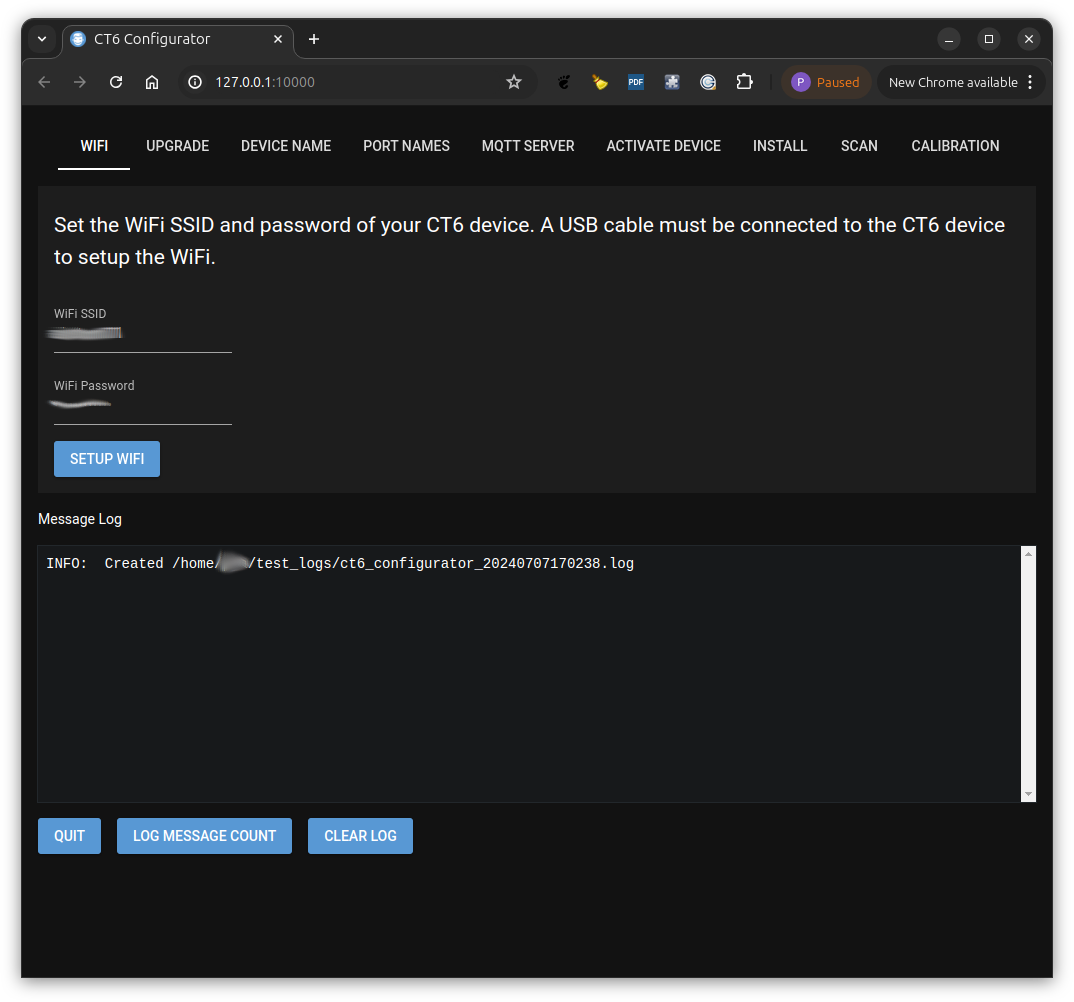 CT6 Configurator
127.0.0.1:10000
PDF
P Paused
New Chrome available
WIFI UPGRADE DEVICE NAME PORT NAMES MQTT SERVER ACTIVATE DEVICE INSTALL SCAN CALIBRATION
Set the WiFi SSID and password of your CT6 device. A USB cable must be connected to the CT6 device
to setup the WiFi.
WiFi SSID
WiFi Password
SETUP WIFI
Message Log
INFO: Created /home/ /test_logs/ct6_configurator_20240707170238.log
QUIT LOG MESSAGE COUNT CLEAR LOG